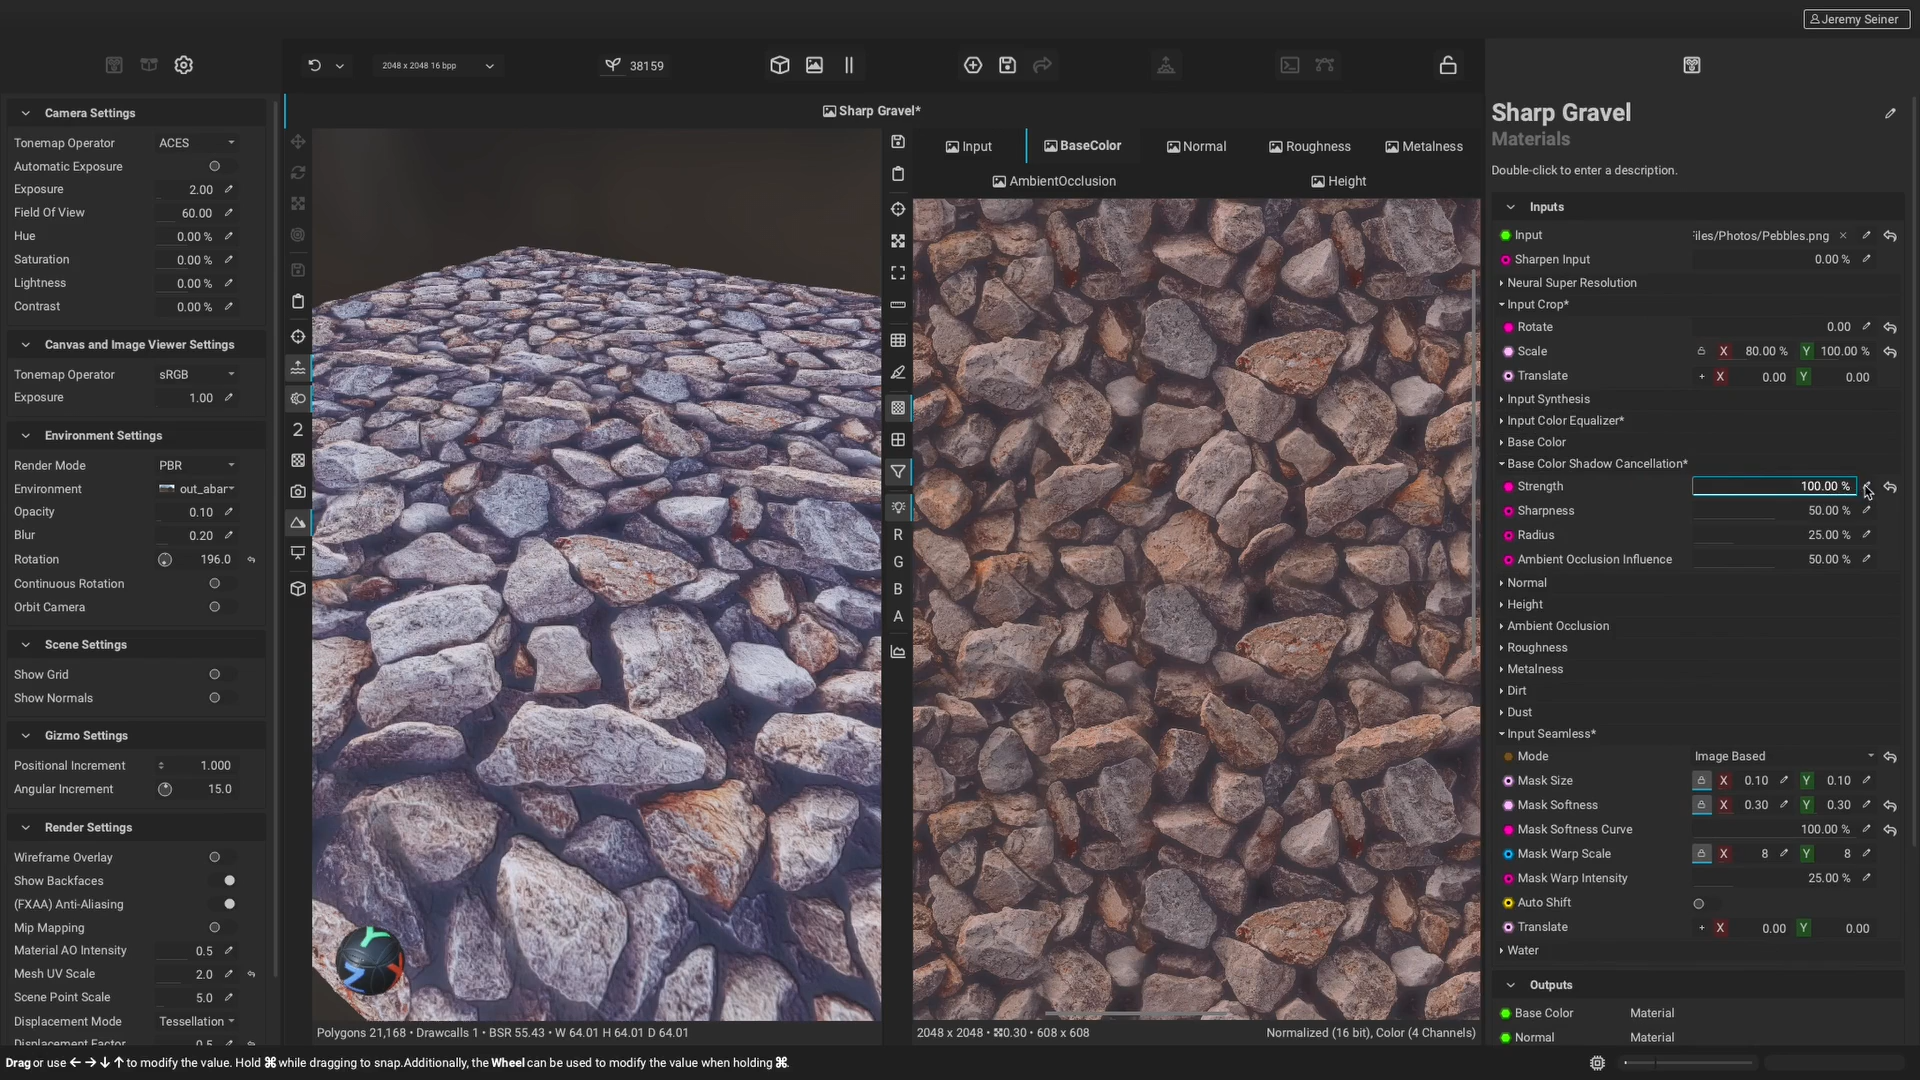 Jeremy Seiner
2048 x 2048 16 bpp
38159
Camera Settings
Tonemap Operator ACES
Automatic Exposure
Exposure 2.00
Field Of View 60.00
Hue 0.00 %
Saturation 0.00 %
Lightness 0.00 %
Contrast 0.00 %
Canvas and Image Viewer Settings
Tonemap Operator sRGB
Exposure 1.00
Environment Settings
Render Mode PBR
Environment out_abar
Opacity 0.10
Blur 0.20
Rotation 196.0
Continuous Rotation
Orbit Camera
Scene Settings
Show Grid
Show Normals
Gizmo Settings
Positional Increment 1.000
Angular Increment 15.0
Render Settings
Wireframe Overlay
Show Backfaces
(FXAA) Anti-Aliasing
Mip Mapping
Material AO Intensity 0.5
Mesh UV Scale 2.0
Scene Point Scale 5.0
Displacement Mode Tessellation
Displacement Factor 0.5
Sharp Gravel*
2
Y
Z X
Polygons 21,168 • Drawcalls 1 • BSR 55.43 • W 64.01 H 64.01 D 64.01
Input BaseColor Normal Roughness Metalness
AmbientOcclusion Height
R
G
B
A
2048 x 2048 • 0.30 • 608 x 608
Normalized (16 bit), Color (4 Channels)
Sharp Gravel
Materials
Double-click to enter a description.
Inputs
Input iles/Photos/Pebbles.png ×
Sharpen Input 0.00 %
Neural Super Resolution
Input Crop*
Rotate 0.00
Scale X 80.00 % Y 100.00 %
Translate + X 0.00 Y 0.00
Input Synthesis
Input Color Equalizer*
Base Color
Base Color Shadow Cancellation*
Strength 100.00 %
Sharpness 50.00 %
Radius 25.00 %
Ambient Occlusion Influence 50.00 %
Normal
Height
Ambient Occlusion
Roughness
Metalness
Dirt
Dust
Input Seamless*
Mode Image Based
Mask Size X 0.10 Y 0.10
Mask Softness X 0.30 Y 0.30
Mask Softness Curve 100.00 %
Mask Warp Scale X 8 Y 8
Mask Warp Intensity 25.00 %
Auto Shift
Translate + X 0.00 Y 0.00
Water
Outputs
Base Color Material
Normal Material
Drag or use ← → ↓ ↑ to modify the value. Hold ⌘ while dragging to snap.Additionally, the Wheel can be used to modify the value when holding ⌘.